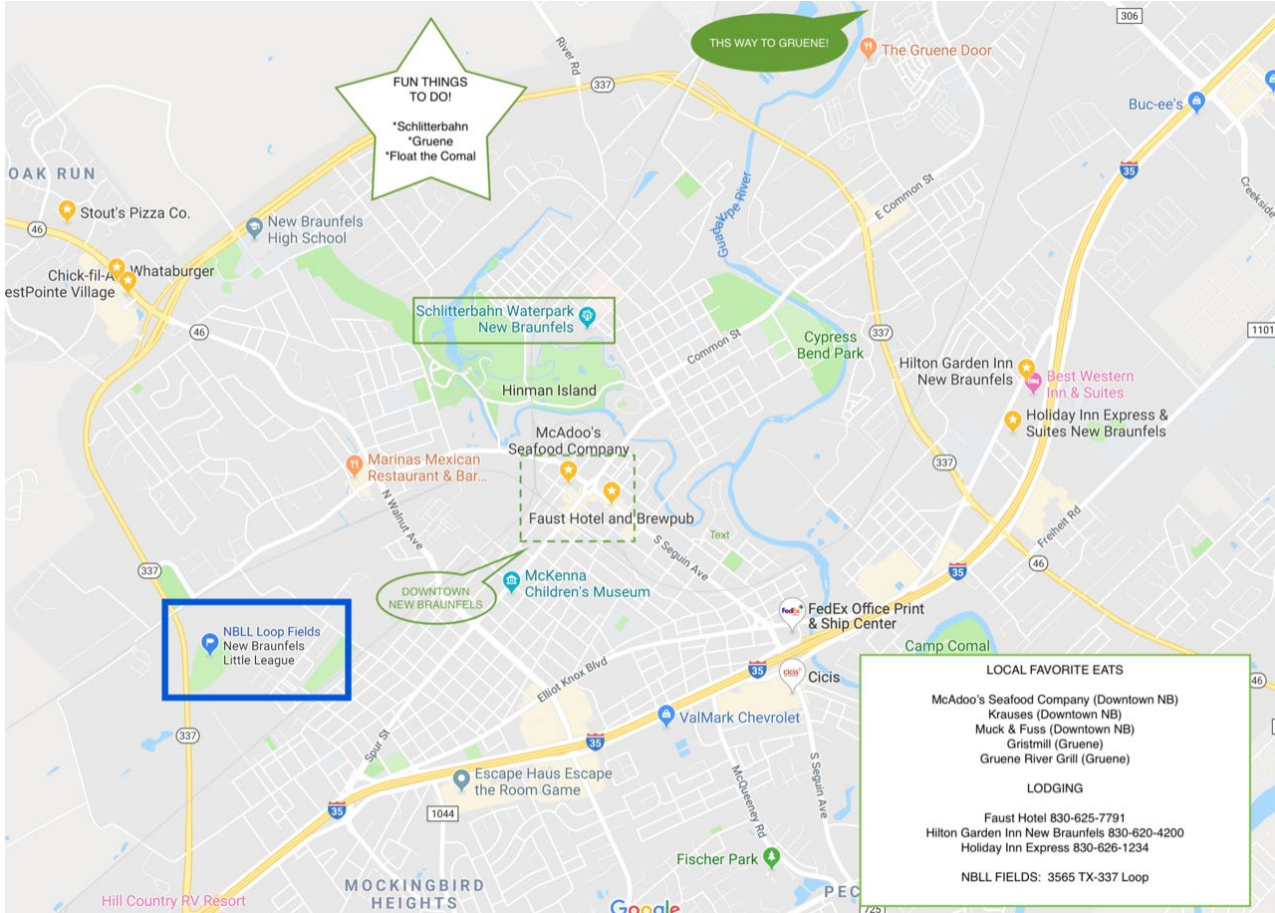 306
THS WAY TO GRUENE!
The Gruene Door
River Rd
337
FUN THINGS
TO DO!
*Schlitterbahn
*Gruene
*Float the Comal
Buc-ee's
35
OAK RUN
Stout's Pizza Co.
46
New Braunfels
High School
E Common St
Creekside
Guadalupe River
Chick-fil-A
Whataburger
estPointe Village
46
Schlitterbahn Waterpark
New Braunfels
Common St
Cypress
Bend Park
337
1101
Hilton Garden Inn
New Braunfels
Best Western
Inn & Suites
Hinman Island
Holiday Inn Express &
Suites New Braunfels
McAdoo's
Seafood Company
Marinas Mexican
Restaurant & Bar...
337
N Walnut Ave
Faust Hotel and Brewpub
Freiheit Rd
Text
S Seguin Ave
46
337
35
DOWNTOWN
NEW BRAUNFELS
McKenna
Children's Museum
FedEx
FedEx Office Print
& Ship Center
NBLL Loop Fields
New Braunfels
Little League
Camp Comal
Elliot Knox Blvd
35
cicis
Cicis
46
LOCAL FAVORITE EATS
McAdoo's Seafood Company (Downtown NB)
Krauses (Downtown NB)
Muck & Fuss (Downtown NB)
Gristmill (Gruene)
Gruene River Grill (Gruene)
LODGING
Faust Hotel 830-625-7791
Hilton Garden Inn New Braunfels 830-620-4200
Holiday Inn Express 830-626-1234
NBLL FIELDS: 3565 TX-337 Loop
337
Spur St
35
ValMark Chevrolet
S Seguin Ave
Escape Haus Escape
the Room Game
McQueeney Rd
35
1044
Fischer Park
MOCKINGBIRD
HEIGHTS
Hill Country RV Resort
Google
PEC
725